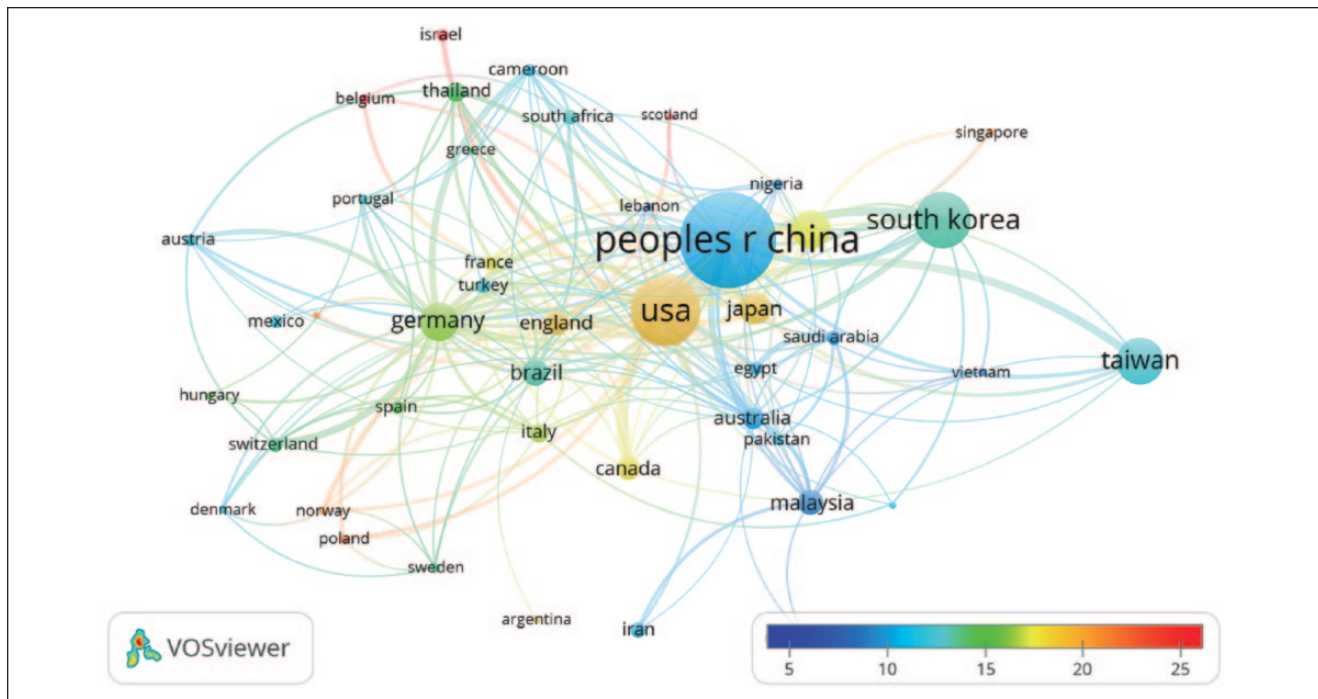 israel
cameroon
thailand
belgium
south africa
scotland
singapore
greece
nigeria
portugal
lebanon
south korea
austria
peoples r china
france
turkey
usa
japan
mexico
germany
england
saudi arabia
taiwan
brazil
egypt
vietnam
hungary
spain
australia
switzerland
italy
pakistan
canada
malaysia
denmark
norway
poland
sweden
argentina
iran
VOSviewer
5 10 15 20 25